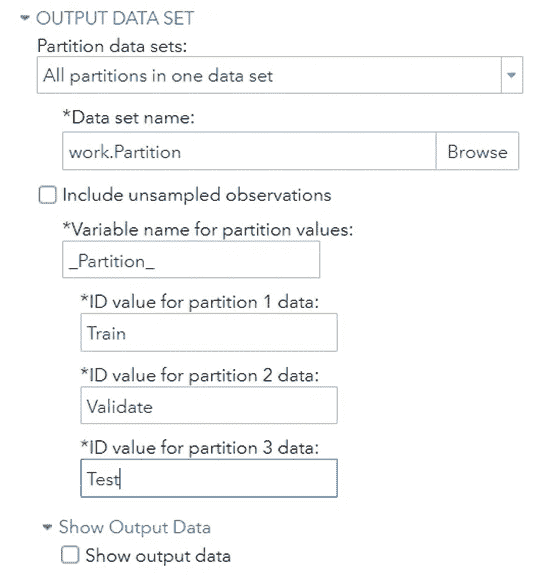 OUTPUT DATA SET
Partition data sets:
All partitions in one data set
*Data set name:
work.Partition Browse
Include unsampled observations
*Variable name for partition values:
_Partition_
*ID value for partition 1 data:
Train
*ID value for partition 2 data:
Validate
*ID value for partition 3 data:
Test
Show Output Data
Show output data